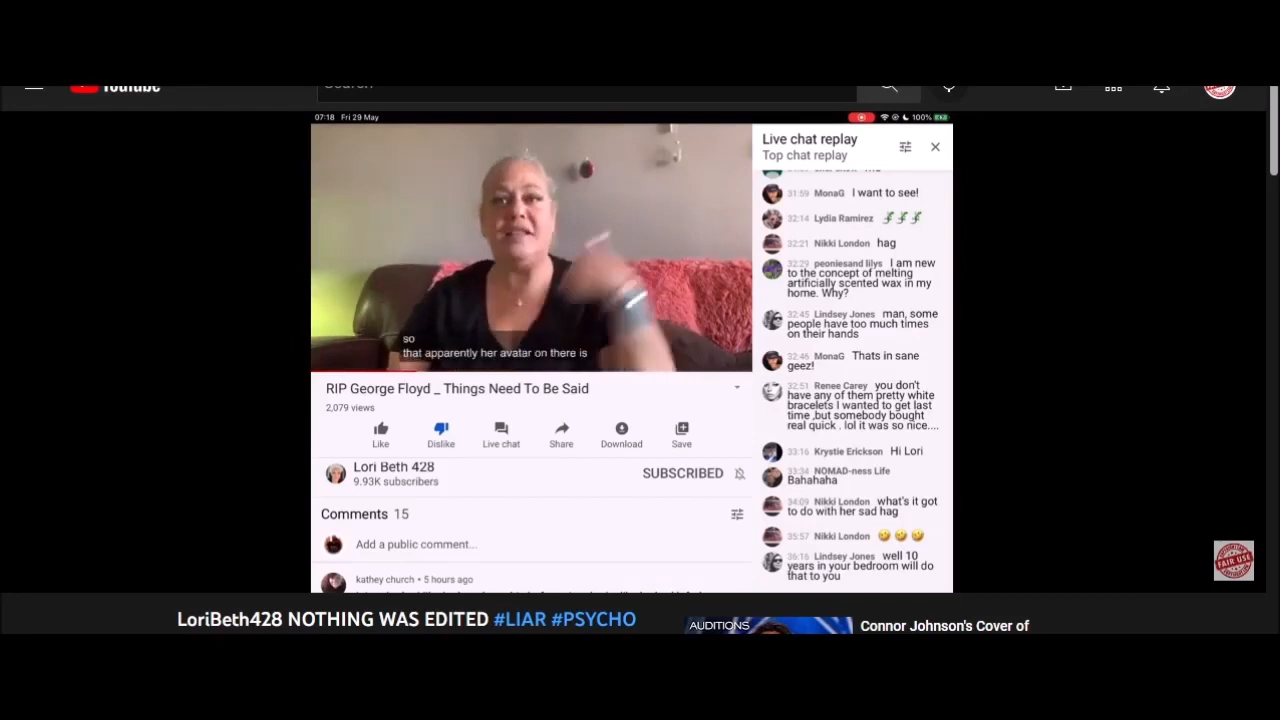 YouTube
Search
07:18 Fri 29 May
100%
so
that apparently her avatar on there is
RIP George Floyd _ Things Need To Be Said
2,079 views
Like Dislike Live chat Share Download Save
Lori Beth 428
9.93K subscribers
SUBSCRIBED
Comments 15
Add a public comment...
kathey church • 5 hours ago
Live chat replay
Top chat replay
31:59 MonaG I want to see!
32:14 Lydia Ramirez
32:21 Nikki London hag
32:29 peoniesand lilys I am new
to the concept of melting
artificially scented wax in my
home. Why?
32:45 Lindsey Jones man, some
people have too much times
on their hands
32:46 MonaG Thats in sane
geez!
32:51 Renee Carey you don't
have any of them pretty white
bracelets I wanted to get last
time ,but somebody bought
real quick . lol it was so nice....
33:16 Krystie Erickson Hi Lori
33:34 NOMAD-ness Life
Bahahaha
34:09 Nikki London what's it got
to do with her sad hag
35:57 Nikki London 🤣🤣🤣
36:16 Lindsey Jones well 10
years in your bedroom will do
that to you
FAIR USE
LoriBeth428 NOTHING WAS EDITED #LIAR #PSYCHO
AUDITIONS
Connor Johnson's Cover of